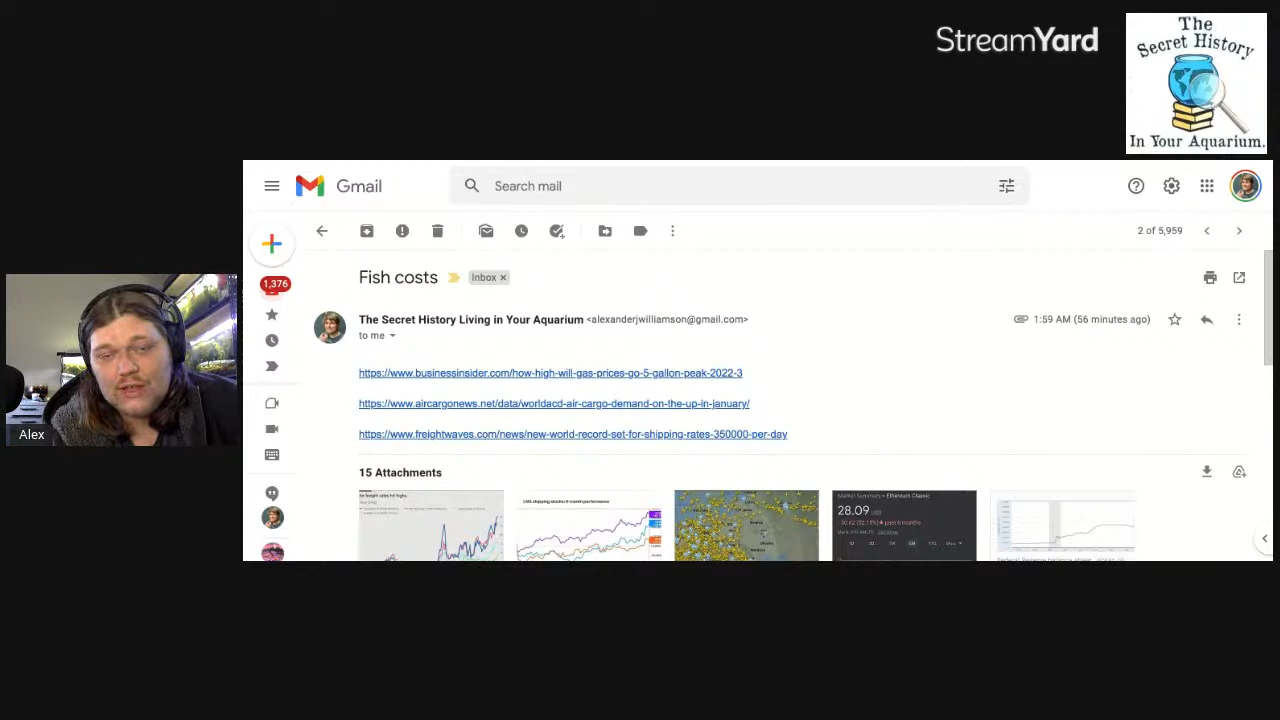 StreamYard
The
Secret History
In Your Aquarium.
Gmail
Search mail
2 of 5,959
1,376
Fish costs
Inbox ×
The Secret History Living in Your Aquarium <alexanderjwilliamson@gmail.com>
1:59 AM (56 minutes ago)
to me
https://www.businessinsider.com/how-high-will-gas-prices-go-5-gallon-peak-2022-3
https://www.aircargonews.net/data/worldacd-air-cargo-demand-on-the-up-in-january/
https://www.freightwaves.com/news/new-world-record-set-for-shipping-rates-350000-per-day
Alex
15 Attachments
Market Summary > Ethereum Classic
28.09